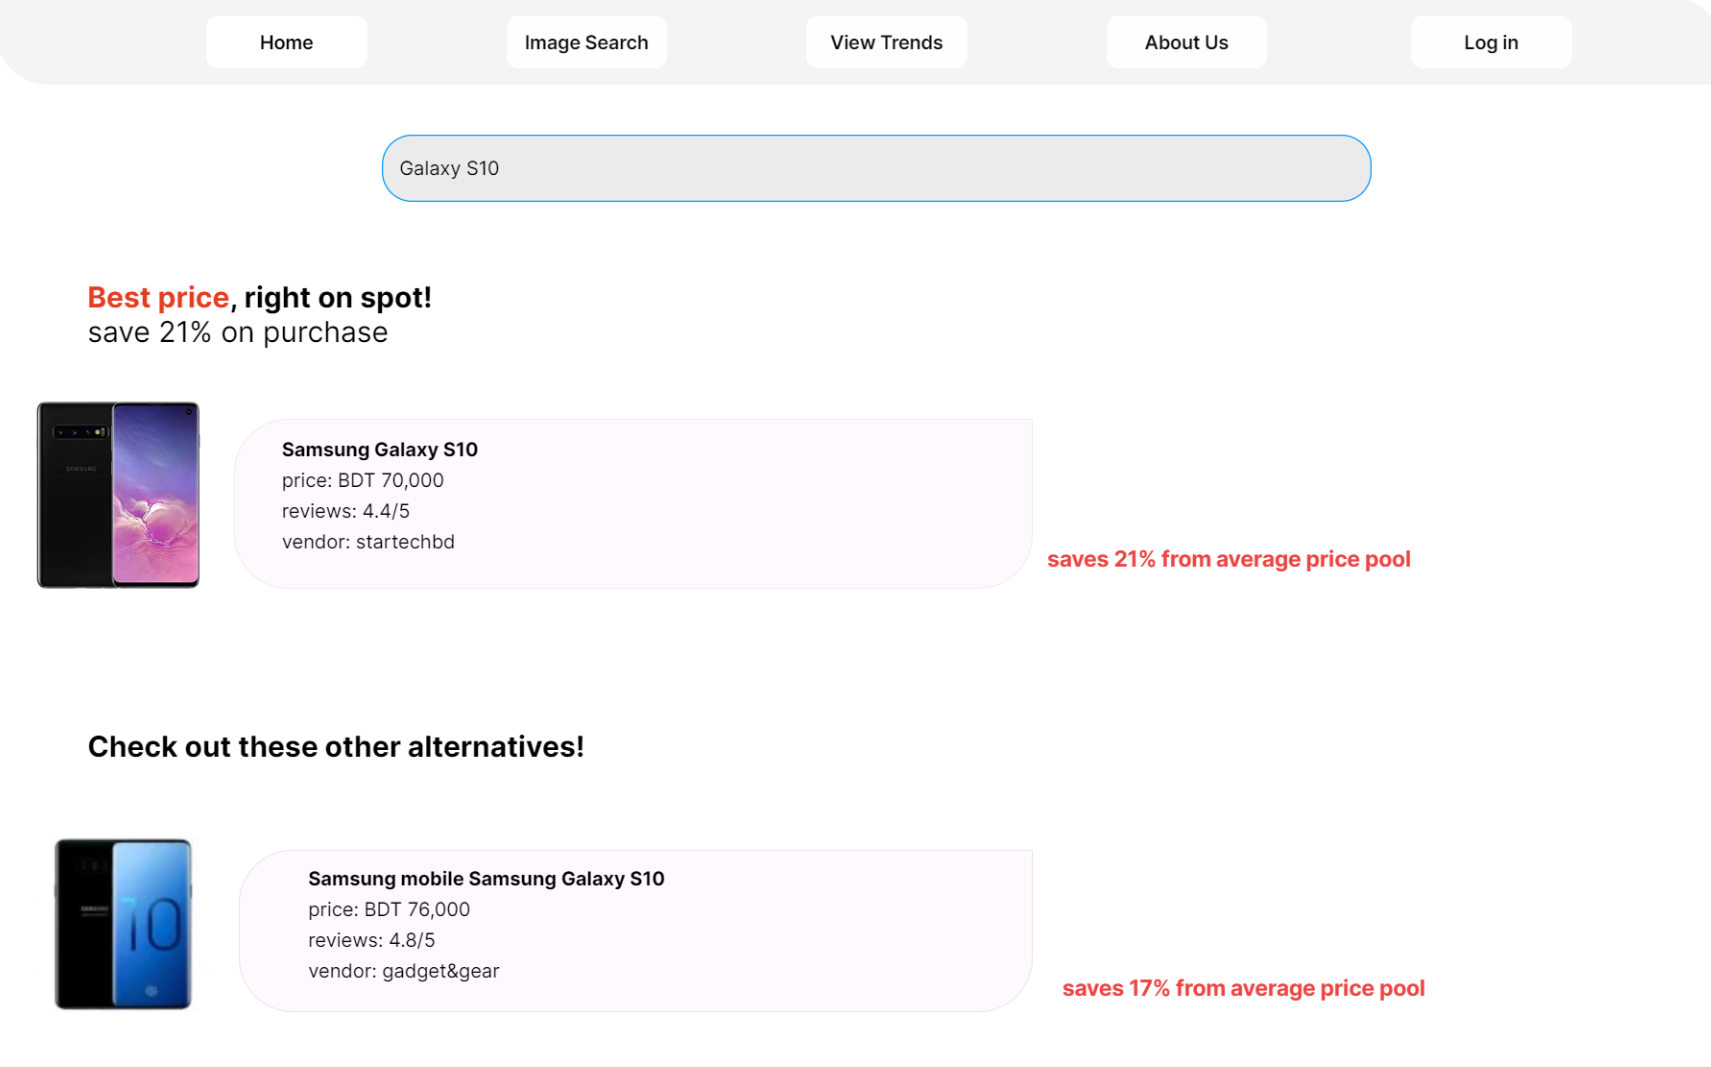 Home
Image Search
View Trends
About Us
Log in
Galaxy S10
Best price, right on spot!
save 21% on purchase
SAMSUNG
Samsung Galaxy S10
price: BDT 70,000
reviews: 4.4/5
vendor: startechbd
saves 21% from average price pool
Check out these other alternatives!
10
Samsung mobile Samsung Galaxy S10
price: BDT 76,000
reviews: 4.8/5
vendor: gadget&gear
saves 17% from average price pool